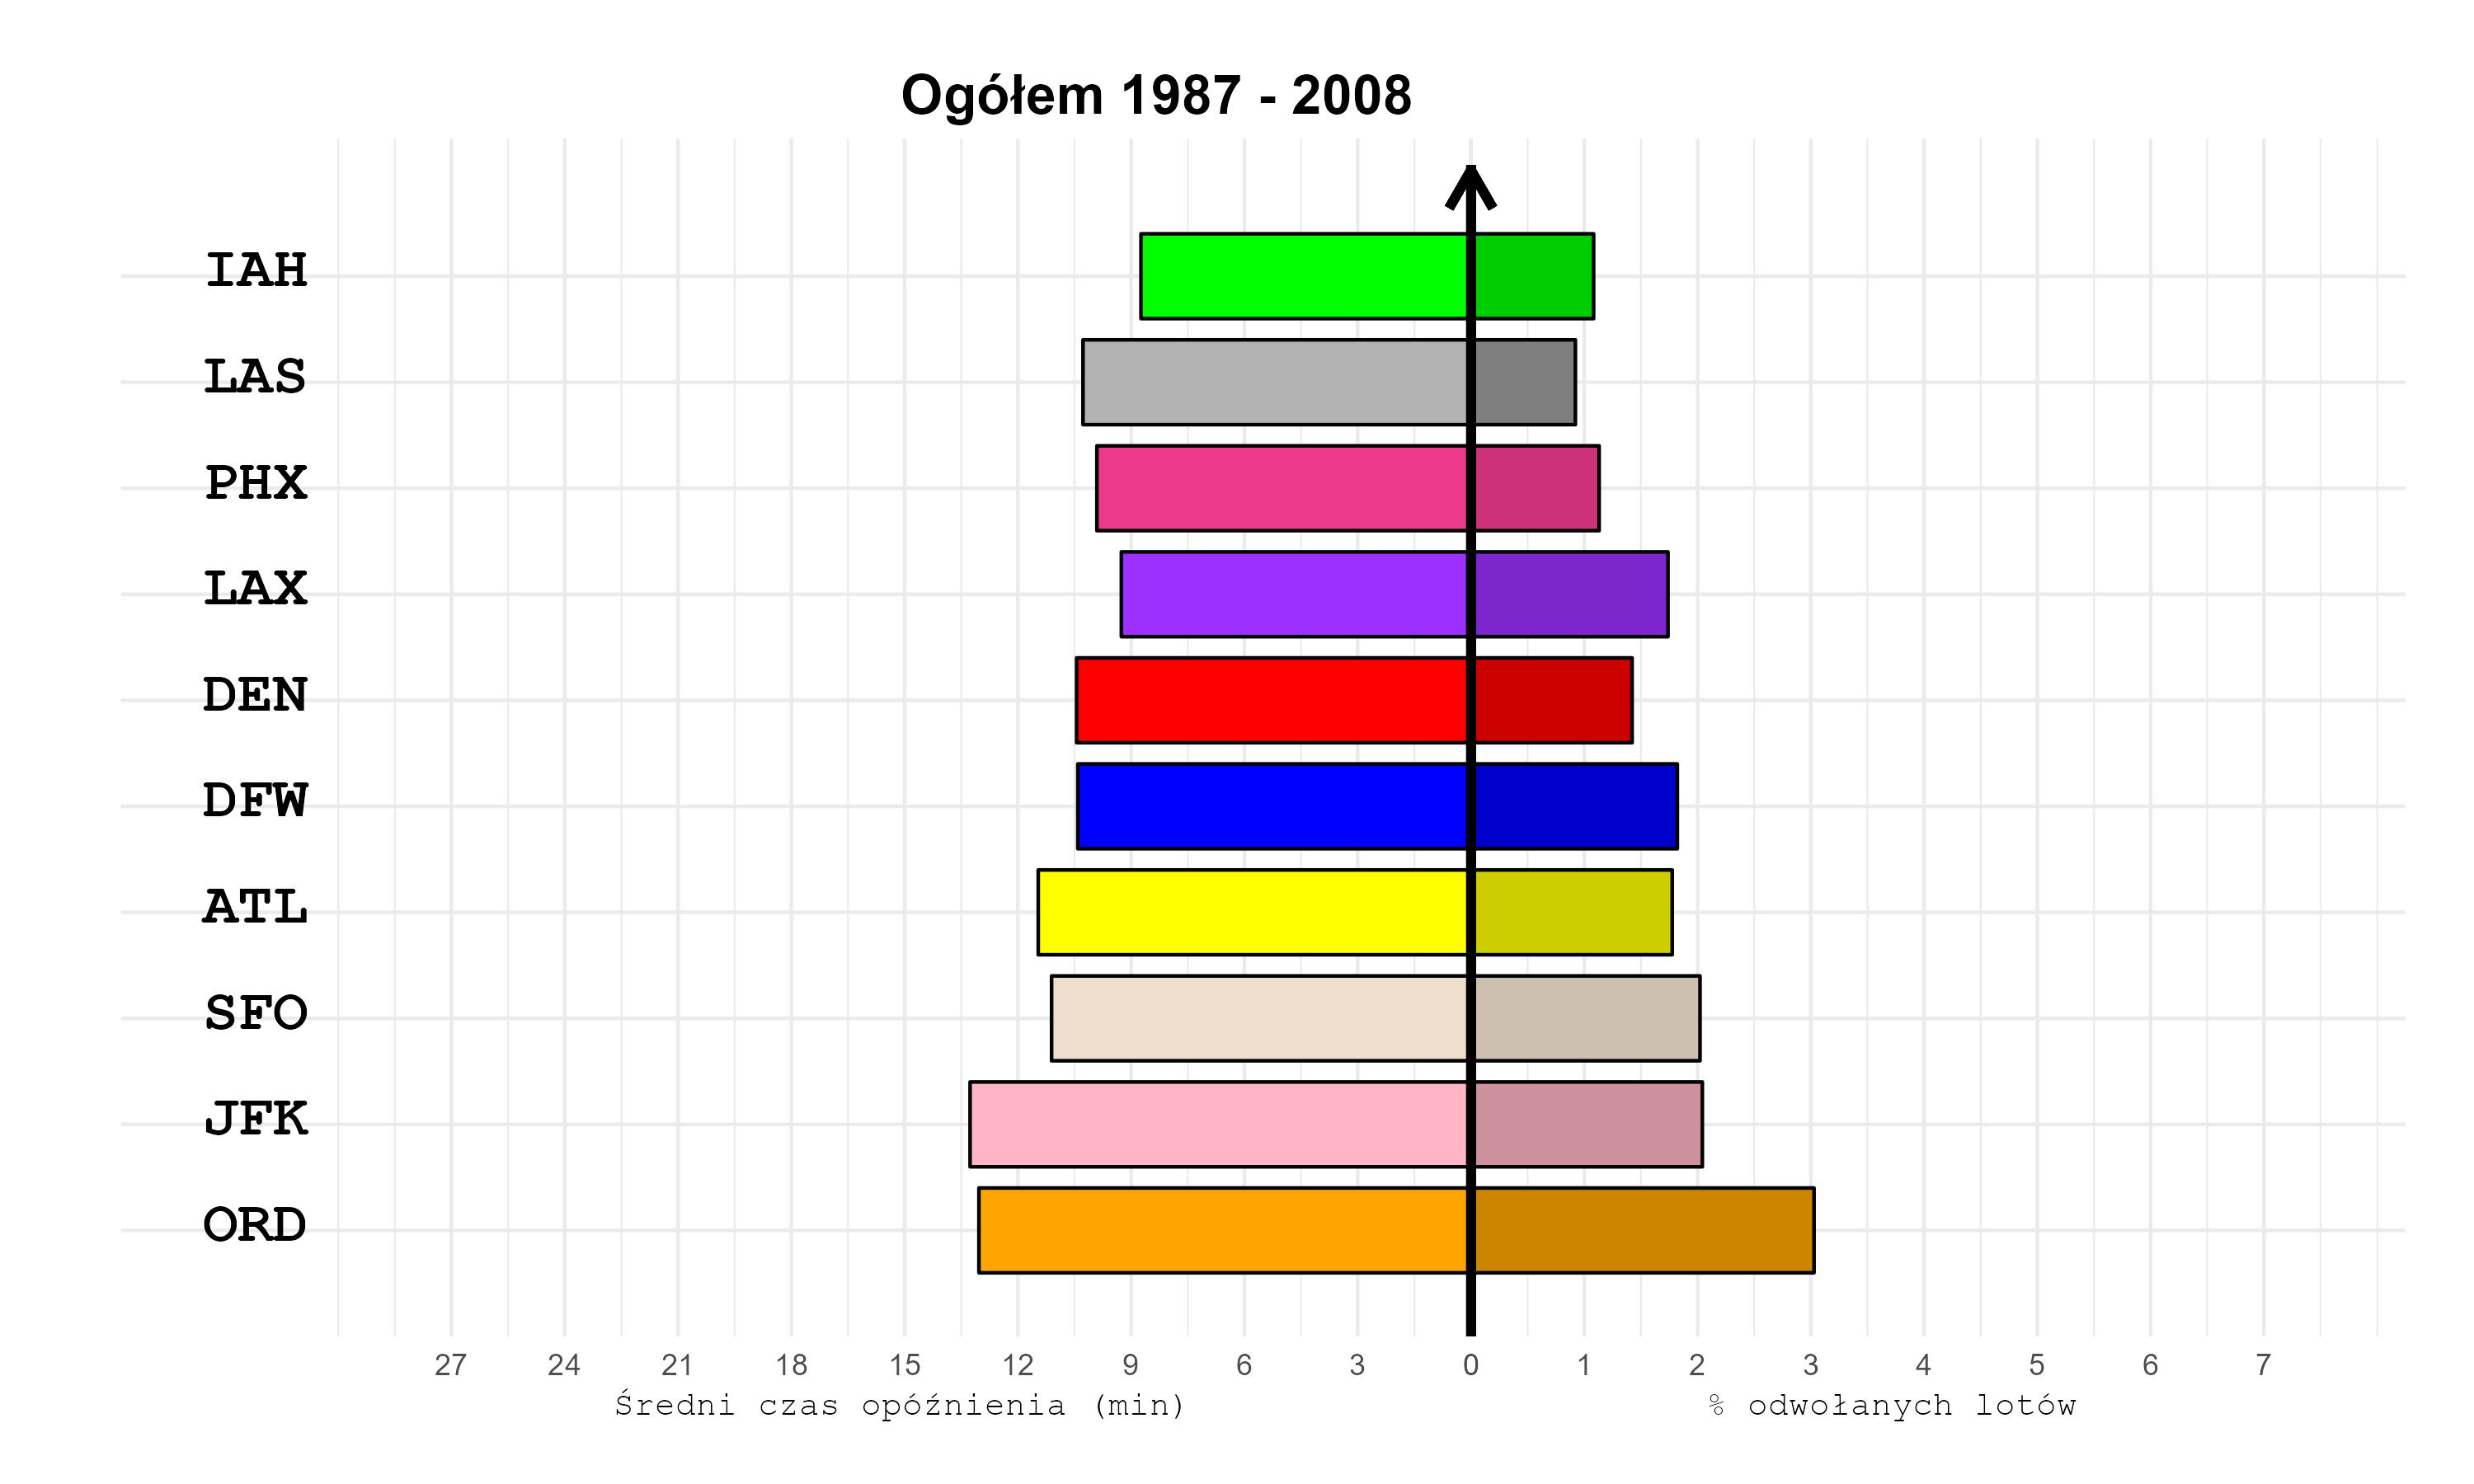 Ogółem 1987 - 2008
IAH
LAS
PHX
LAX
DEN
DFW
ATL
SFO
JFK
ORD
27 24 21 18 15 12 9 6 3 0 1 2 3 4 5 6 7
Średni czas opóźnienia (min) % odwołanych lotów